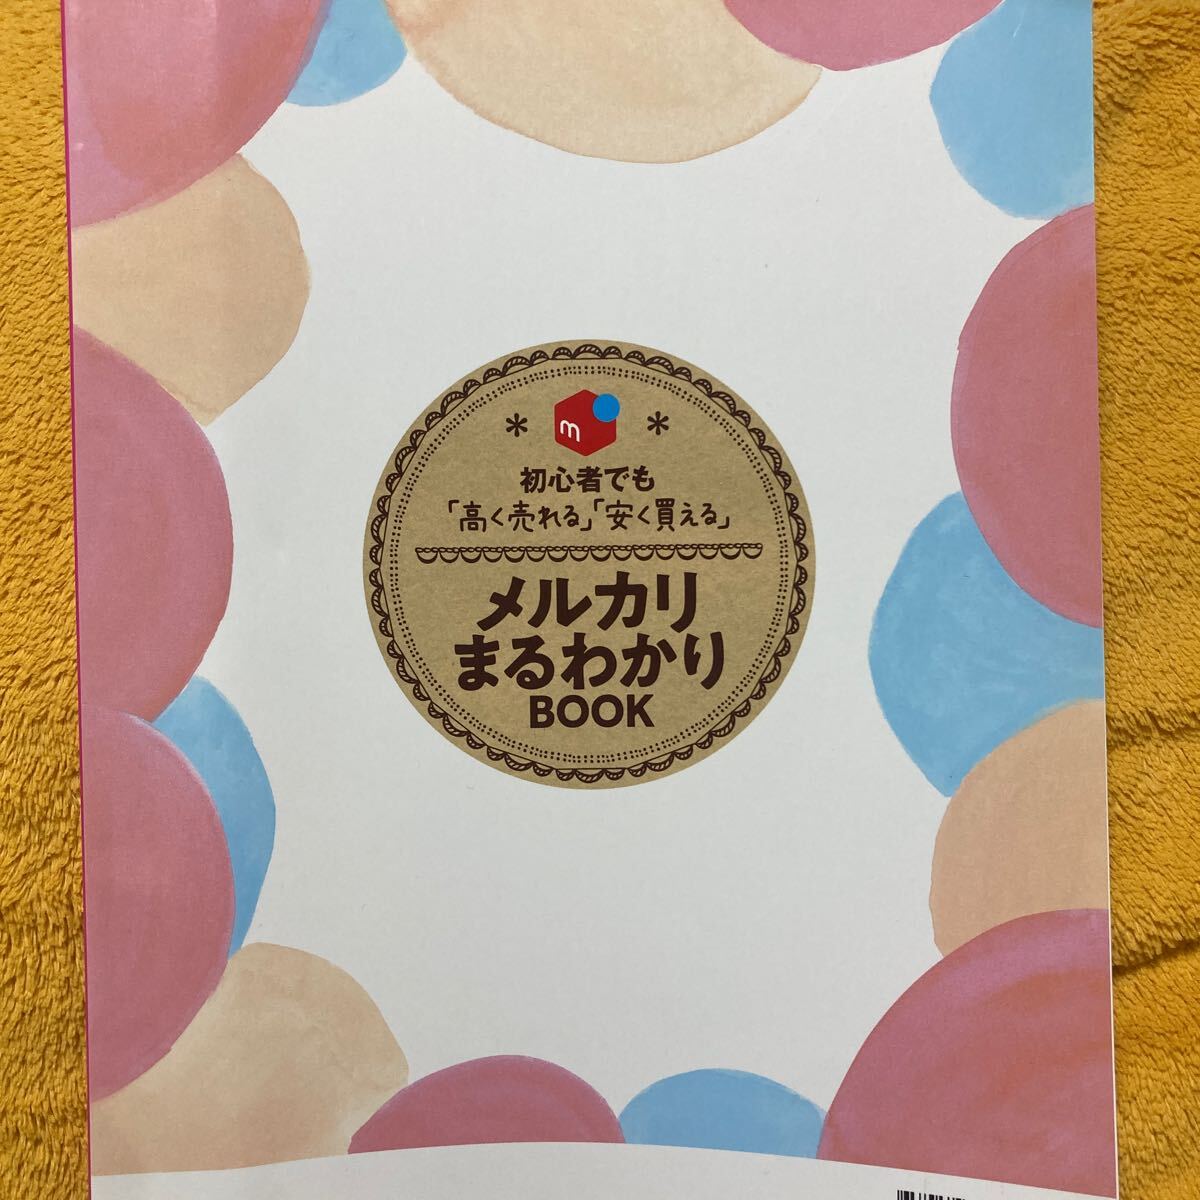 m
初心者でも
「高く売れる」「安く買える」
メルカリ
まるわかり
BOOK